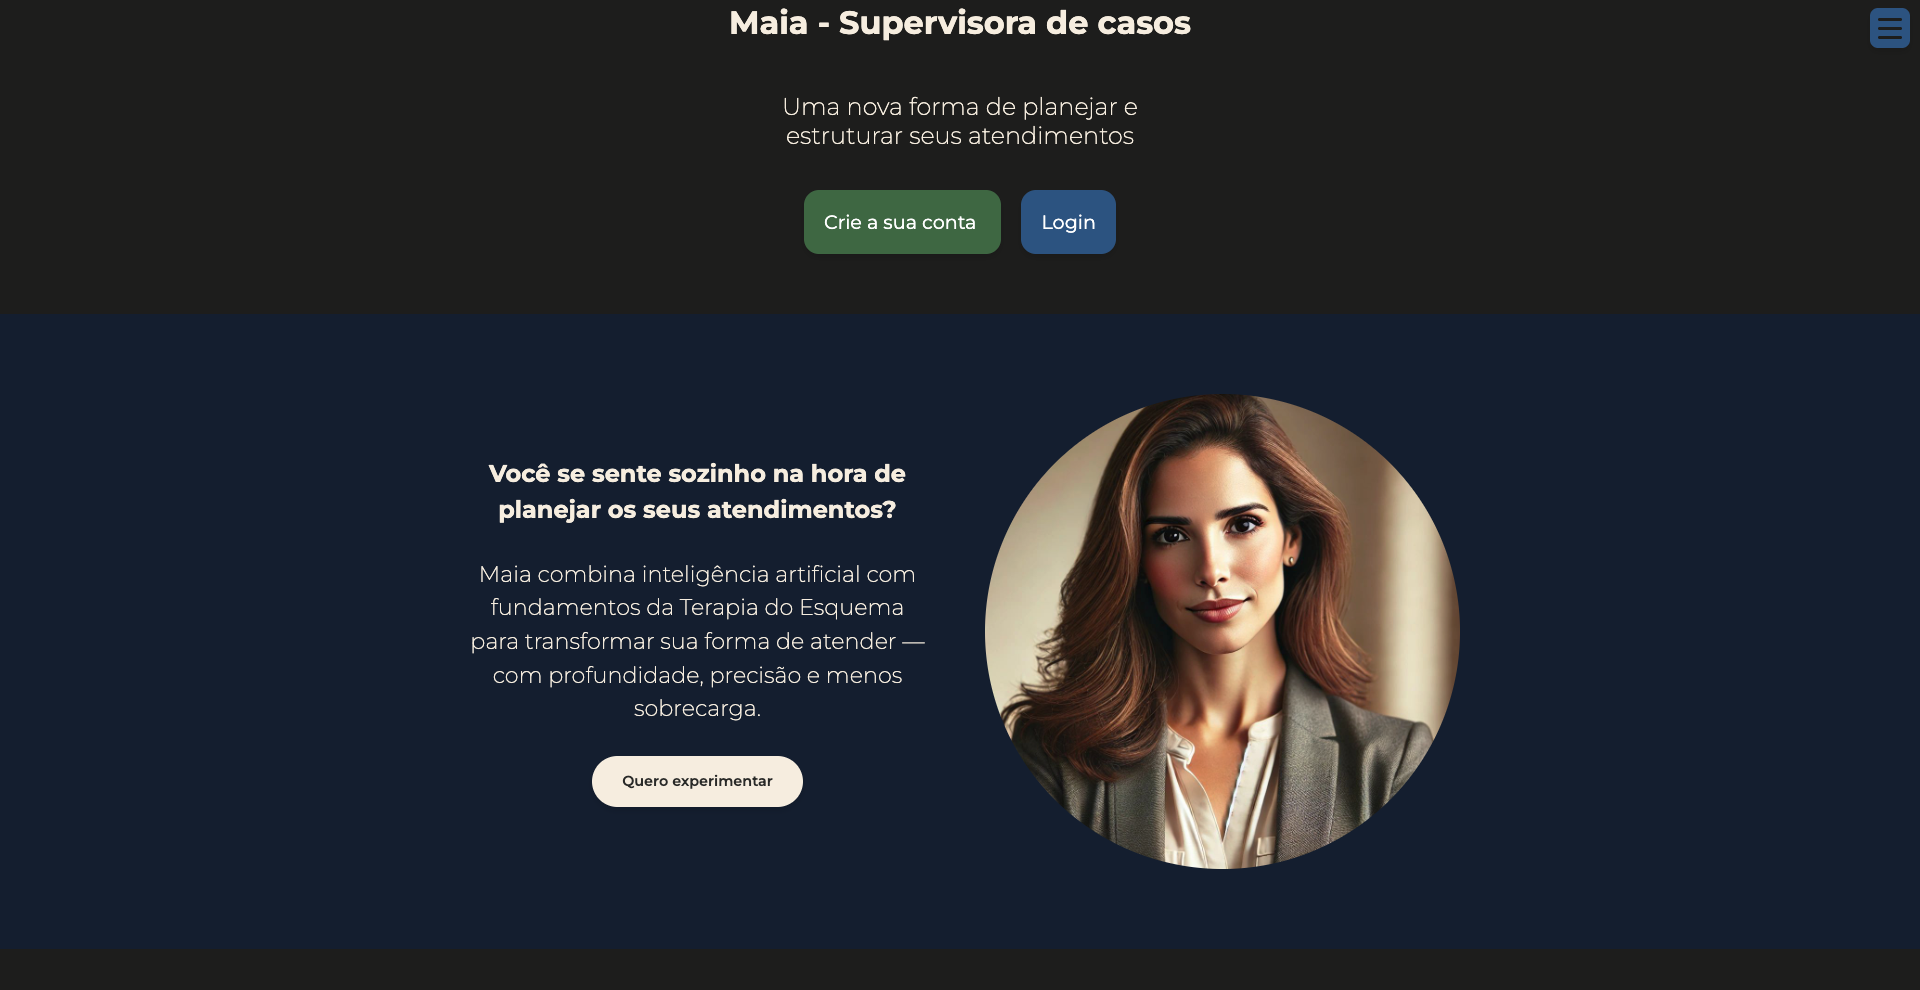 Maia - Supervisora de casos
Uma nova forma de planejar e
estruturar seus atendimentos
Crie a sua conta
Login
Você se sente sozinho na hora de
planejar os seus atendimentos?
Maia combina inteligência artificial com
fundamentos da Terapia do Esquema
para transformar sua forma de atender —
com profundidade, precisão e menos
sobrecarga.
Quero experimentar